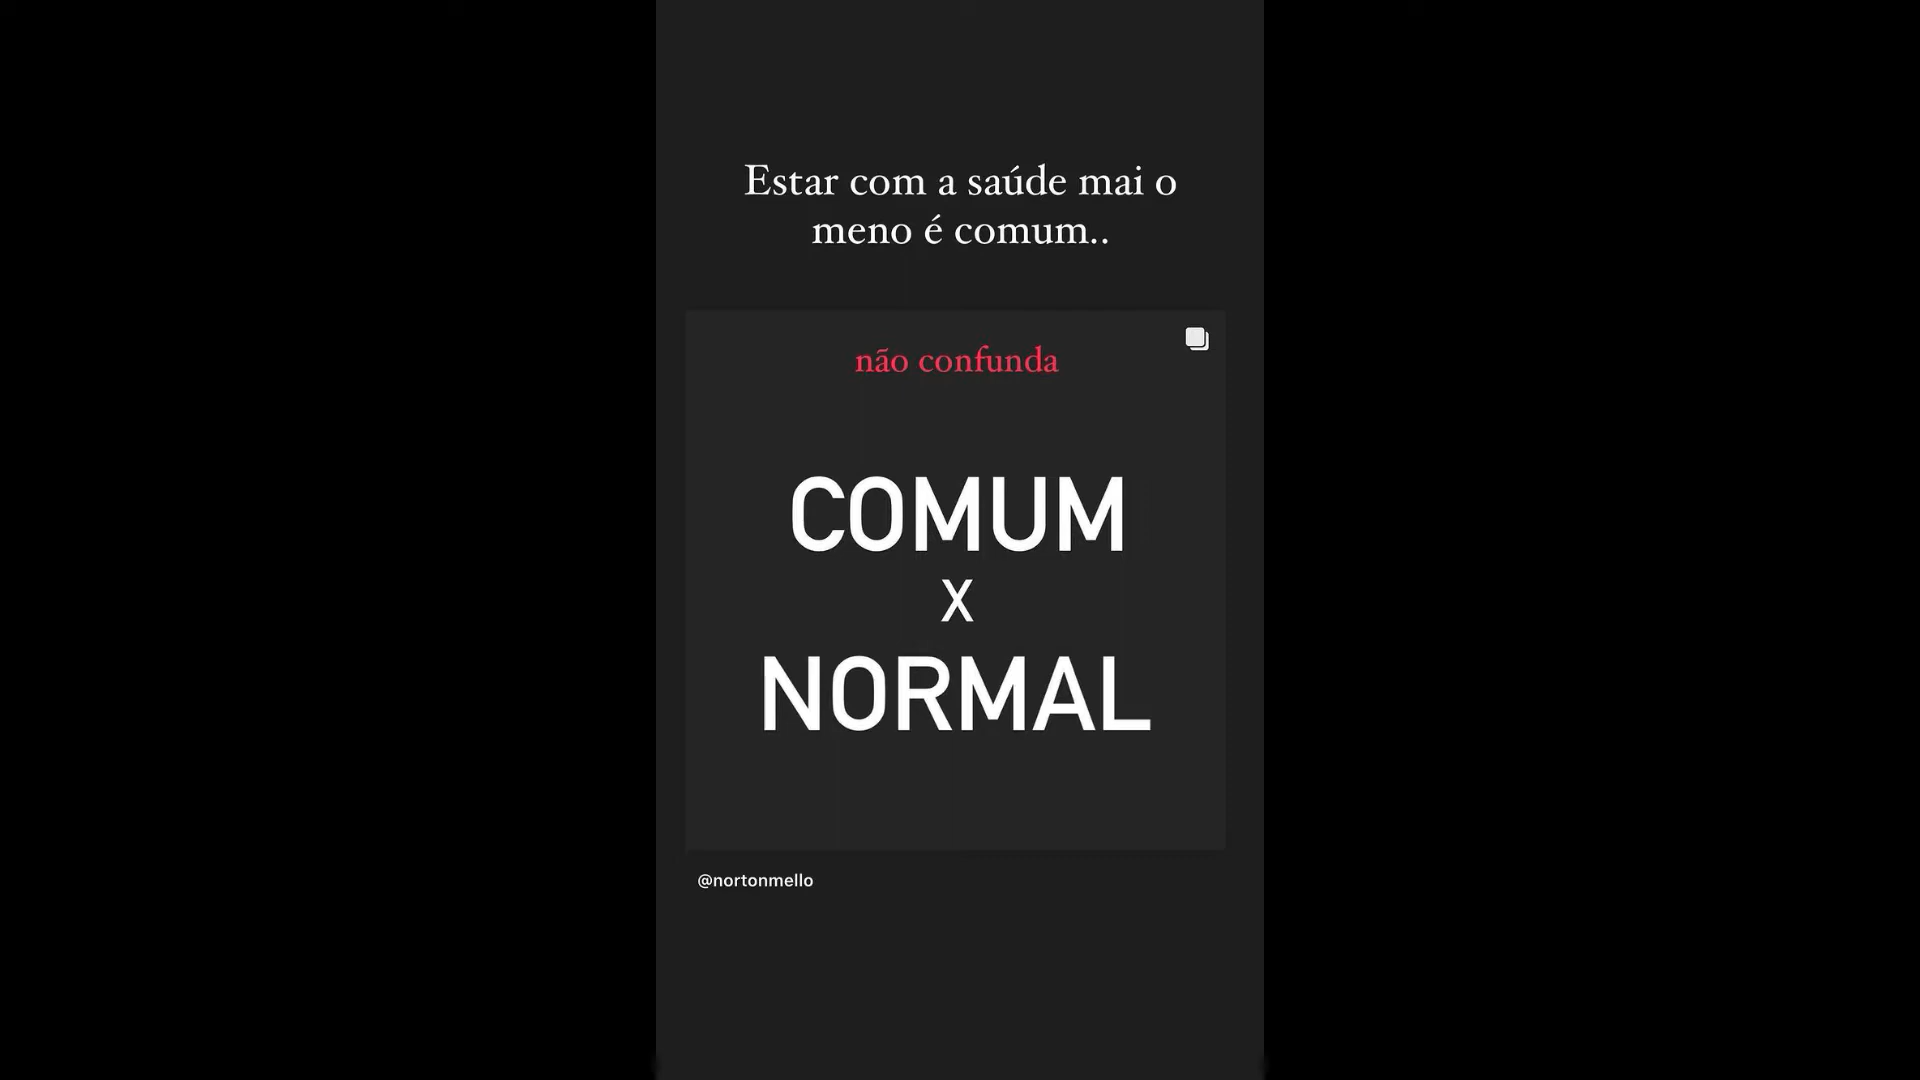 Estar com a saúde mai o
meno é comum..
não confunda
COMUM
X
NORMAL
@nortonmello